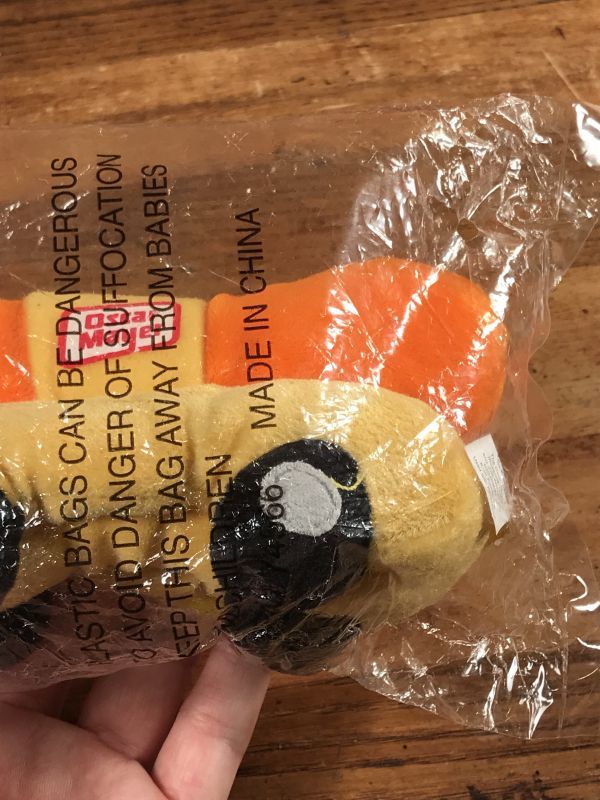 LASTIC BAGS CAN BE DANGEROUS
O AVOID DANGER OF SUFFOCATION
EEP THIS BAG AWAY FROM BABIES
CHILDREN
MADE IN CHINA
Oscar
Mayer